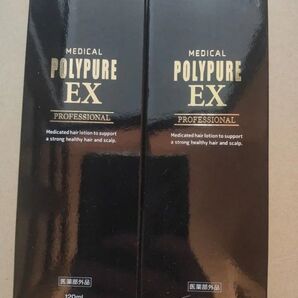 MEDICAL
POLYPURE
EX
PROFESSIONAL
Medicated hair lotion to support
a strong healthy hair and scalp.
医薬部外品
120ml
MEDICAL
POLYPURE
EX
PROFESSIONAL
Medicated hair lotion to support
a strong healthy hair and scalp.
医薬部外品